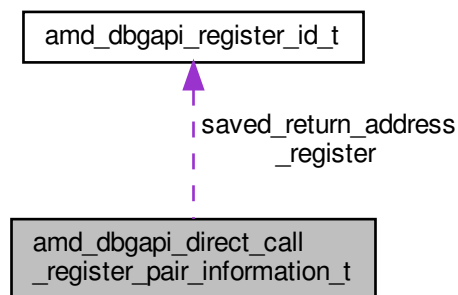 amd_dbgapi_register_id_t
saved_return_address
_register
amd_dbgapi_direct_call
_register_pair_information_t